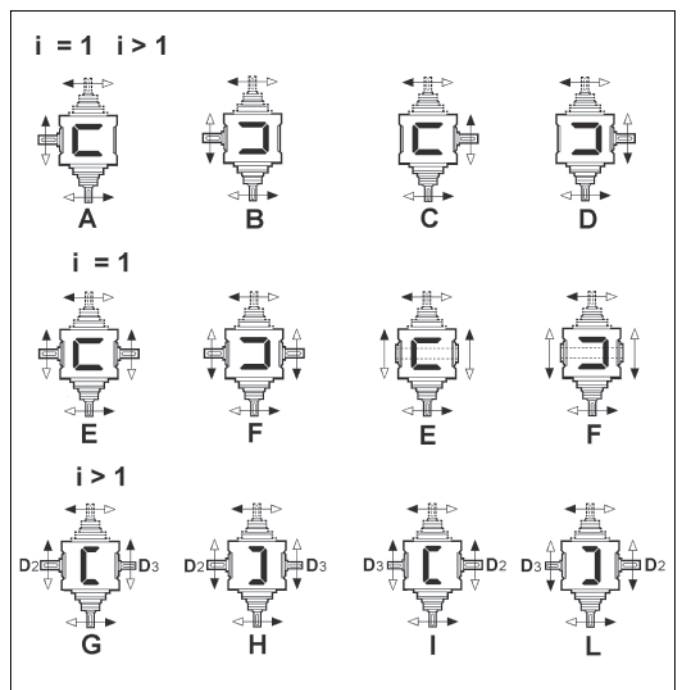 i = 1 i > 1
A B C D
i = 1
E F E F
i > 1
D2 D3 D2 D3 D3 D2 D3 D2
G H I L